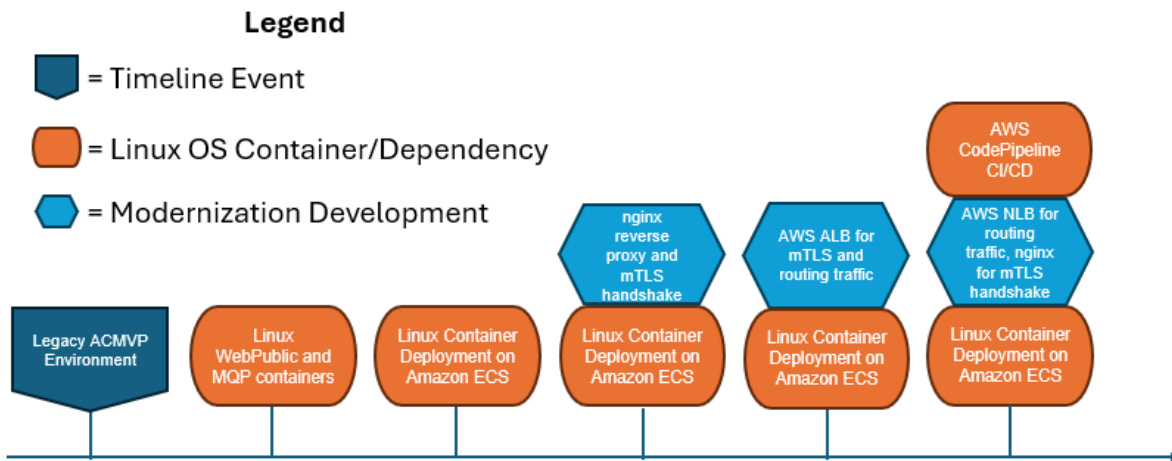 Legend
= Timeline Event
= Linux OS Container/Dependency
= Modernization Development
AWS
CodePipeline
CI/CD
nginx
reverse
proxy and
mTLS
handshake
AWS ALB for
mTLS and
routing traffic
AWS NLB for
routing
traffic, nginx
for mTLS
handshake
Legacy ACMVP
Environment
Linux
WebPublic and
MQP containers
Linux Container
Deployment on
Amazon ECS
Linux Container
Deployment on
Amazon ECS
Linux Container
Deployment on
Amazon ECS
Linux Container
Deployment on
Amazon ECS